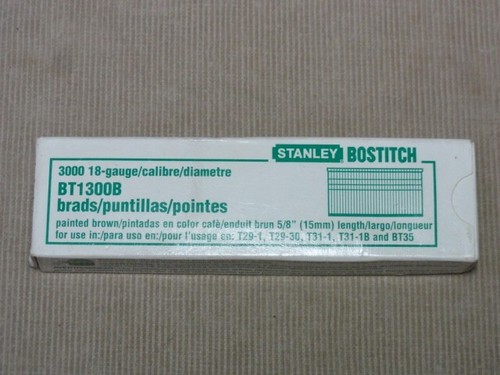 STANLEY BOSTITCH
3000 18-gauge/calibre/diametre
BT1300B
brads/puntillas/pointes
painted brown/pintadas en color café/enduit brun 5/8" (15mm) length/largo/longueur
for use in:/para uso en:/pour l'usage en: T29-1, T29-30, T31-1, T31-1B and BT35